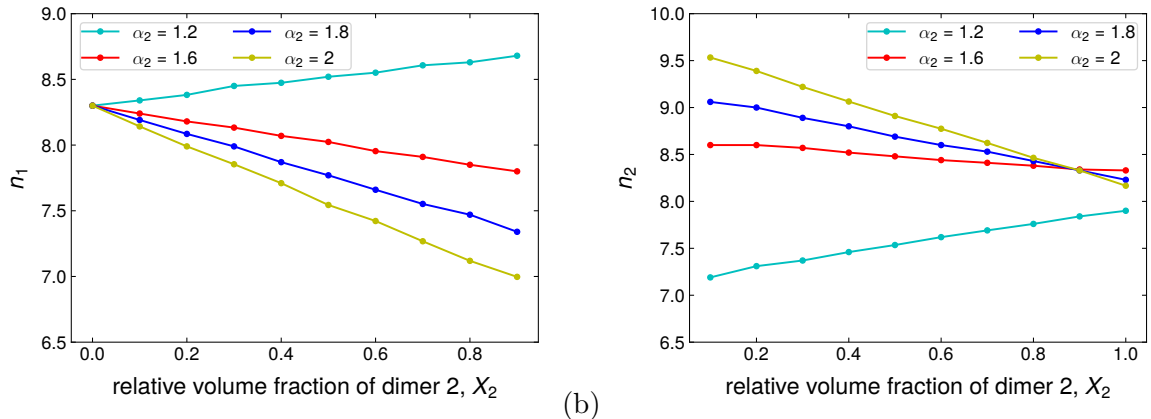 9.0
8.5
8.0
7.5
7.0
6.5
n1
α2 = 1.2
α2 = 1.6
α2 = 1.8
α2 = 2
0.0 0.2 0.4 0.6 0.8
relative volume fraction of dimer 2, X2
(b)
10.0
9.5
9.0
8.5
8.0
7.5
7.0
6.5
n2
α2 = 1.2
α2 = 1.6
α2 = 1.8
α2 = 2
0.2 0.4 0.6 0.8 1.0
relative volume fraction of dimer 2, X2